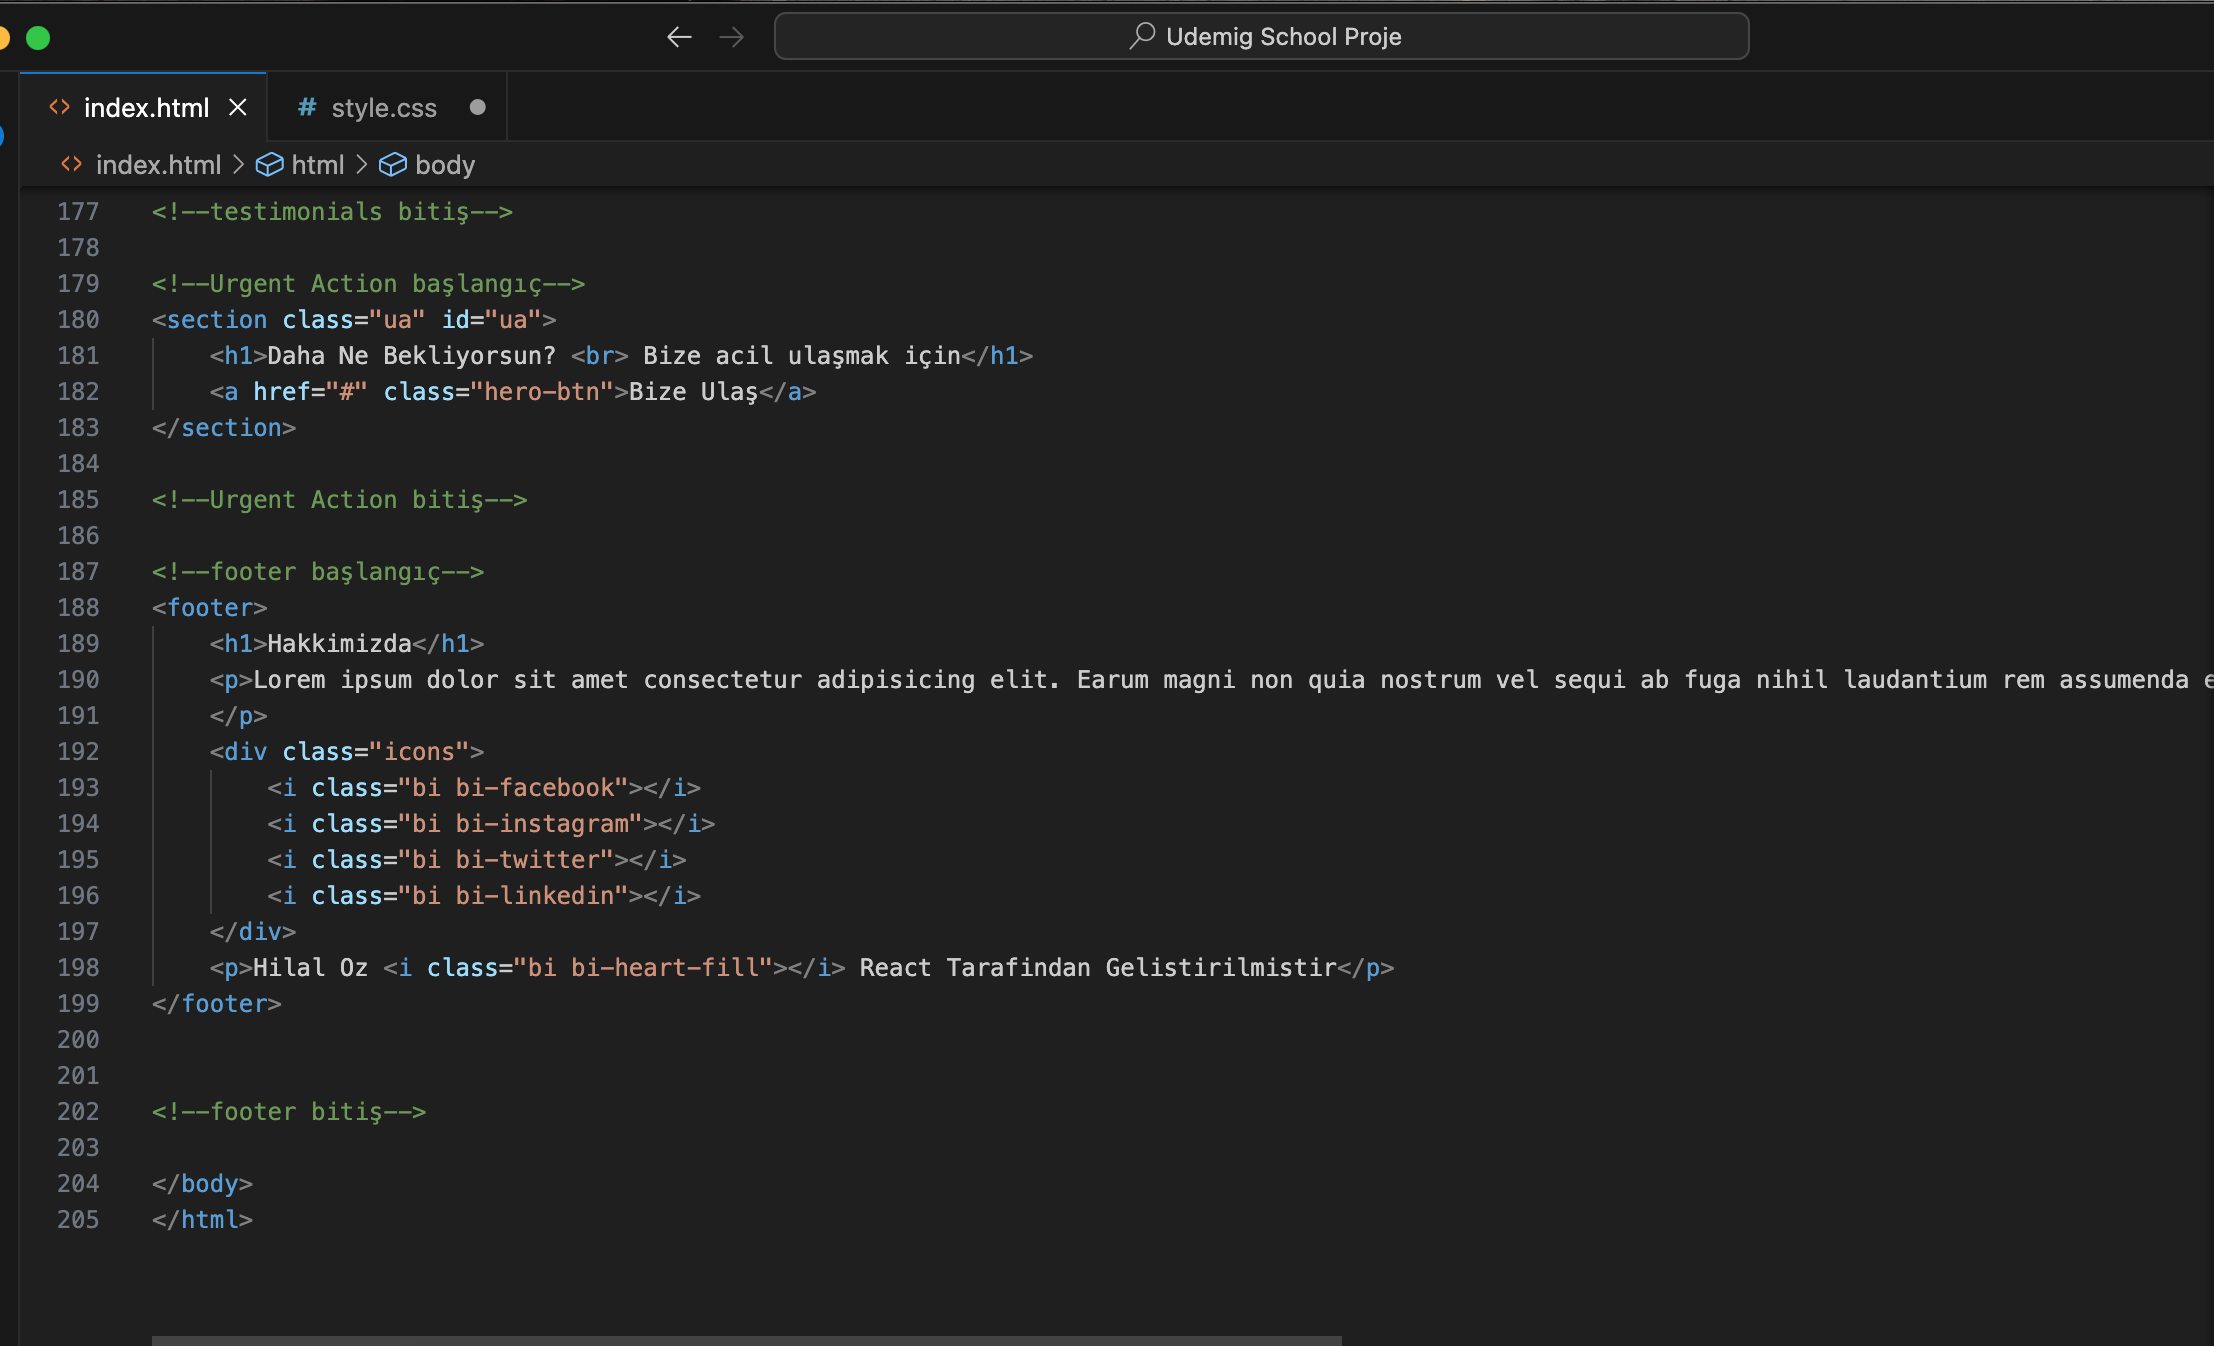 Udemig School Proje
index.html
# style.css
index.html > html > body
177 <!--testimonials bitiş-->
178
179 <!--Urgent Action başlangıç-->
180 <section class="ua" id="ua">
181 <h1>Daha Ne Bekliyorsun? <br> Bize acil ulaşmak için</h1>
182 <a href="#" class="hero-btn">Bize Ulaş</a>
183 </section>
184
185 <!--Urgent Action bitiş-->
186
187 <!--footer başlangıç-->
188 <footer>
189 <h1>Hakkimizda</h1>
190 <p>Lorem ipsum dolor sit amet consectetur adipisicing elit. Earum magni non quia nostrum vel sequi ab fuga nihil laudantium rem assumenda
191 </p>
192 <div class="icons">
193 <i class="bi bi-facebook"></i>
194 <i class="bi bi-instagram"></i>
195 <i class="bi bi-twitter"></i>
196 <i class="bi bi-linkedin"></i>
197 </div>
198 <p>Hilal Oz <i class="bi bi-heart-fill"></i> React Tarafindan Gelistirilmistir</p>
199 </footer>
200
201
202 <!--footer bitiş-->
203
204 </body>
205 </html>